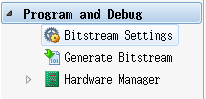 Program and Debug
Bitstream Settings
Generate Bitstream
Hardware Manager